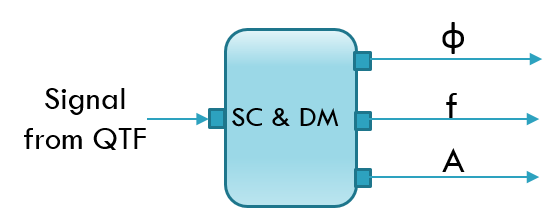 ϕ
Signal
from QTF
SC & DM
f
A